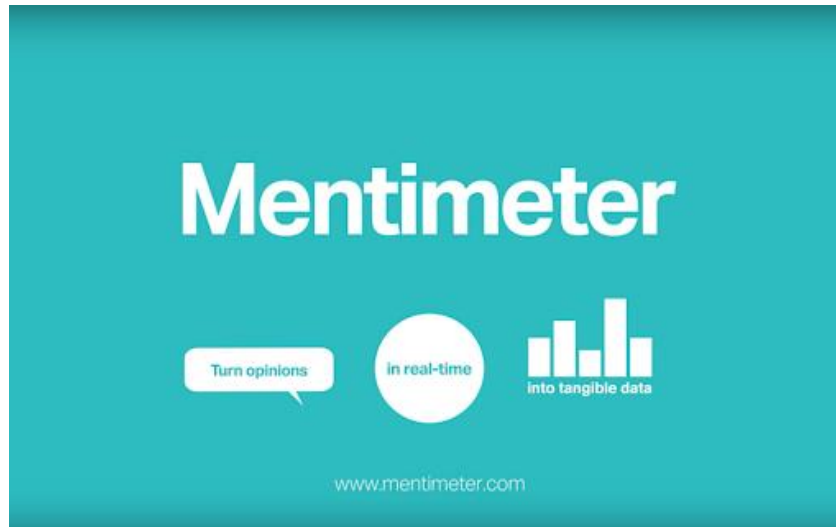 Mentimeter
Turn opinions
in real-time
into tangible data
www.mentimeter.com